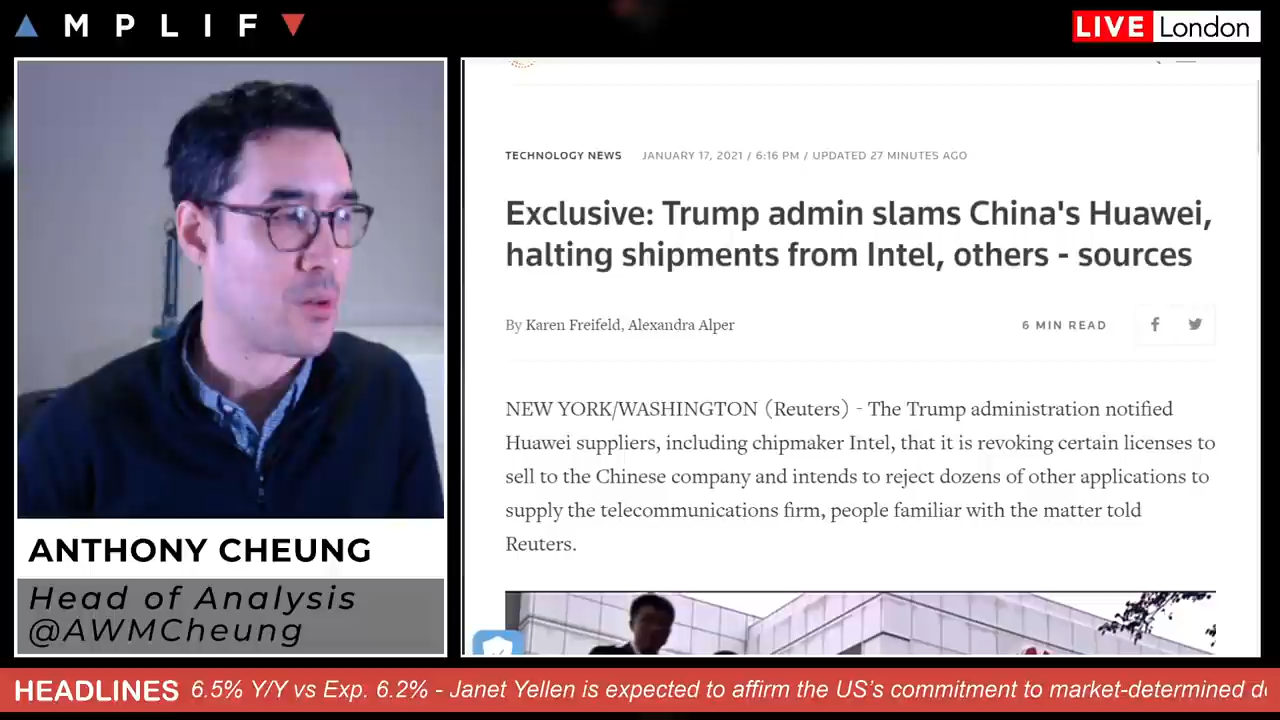 ▲ M P L I F ▼
LIVE London
TECHNOLOGY NEWS JANUARY 17, 2021 / 6:16 PM / UPDATED 27 MINUTES AGO
Exclusive: Trump admin slams China's Huawei,
halting shipments from Intel, others - sources
By Karen Freifeld, Alexandra Alper
6 MIN READ
NEW YORK/WASHINGTON (Reuters) - The Trump administration notified
Huawei suppliers, including chipmaker Intel, that it is revoking certain licenses to
sell to the Chinese company and intends to reject dozens of other applications to
supply the telecommunications firm, people familiar with the matter told
Reuters.
ANTHONY CHEUNG
Head of Analysis
@AWMCheung
HEADLINES 6.5% Y/Y vs Exp. 6.2% - Janet Yellen is expected to affirm the US's commitment to market-determined